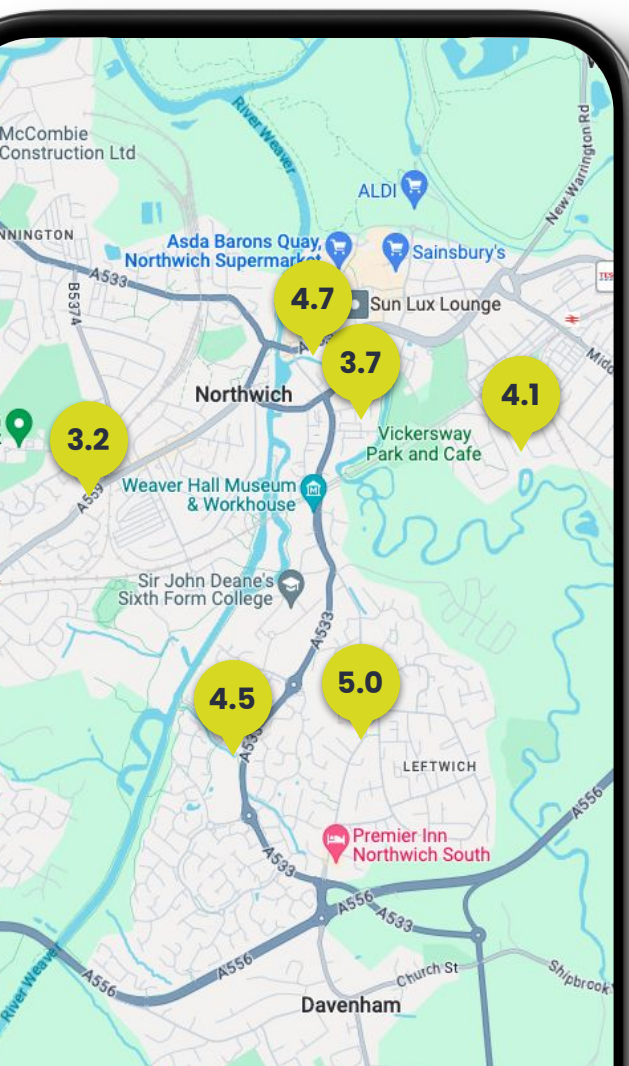 McCombie
Construction Ltd
River Weaver
New Warrington Rd
ALDI
NNINGTON
Asda Barons Quay,
Northwich Supermarket
Sainsbury's
A533
B5374
4.7
Sun Lux Lounge
3.7
Northwich
4.1
3.2
Vickersway
Park and Cafe
A559
Weaver Hall Museum
& Workhouse
Sir John Deane's
Sixth Form College
A533
4.5
5.0
A533
LEFTWICH
A556
Premier Inn
Northwich South
A533
A556
A533
River Weaver
A556
A556
Church St
Shipbrook
Davenham